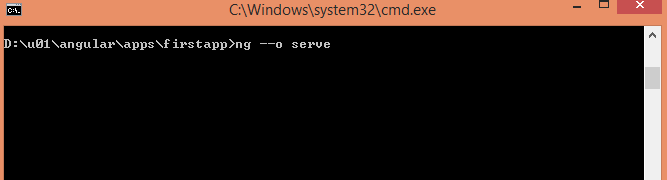 C:\Windows\system32\cmd.exe
D:\u01\angular\apps\firstapp>ng --o serve